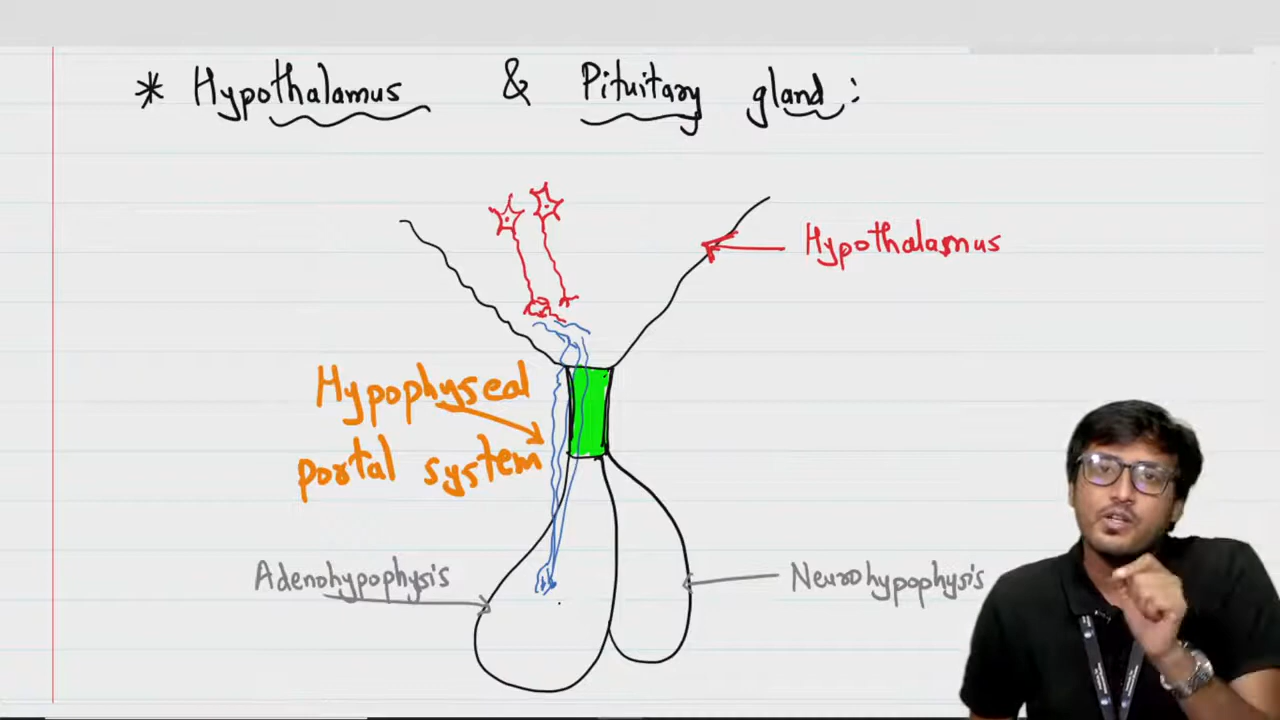 * Hypothalamus & Pituitary gland :
Hypothalamus
Hypophyseal
portal system
Adenohypophysis
Neurohypophysis